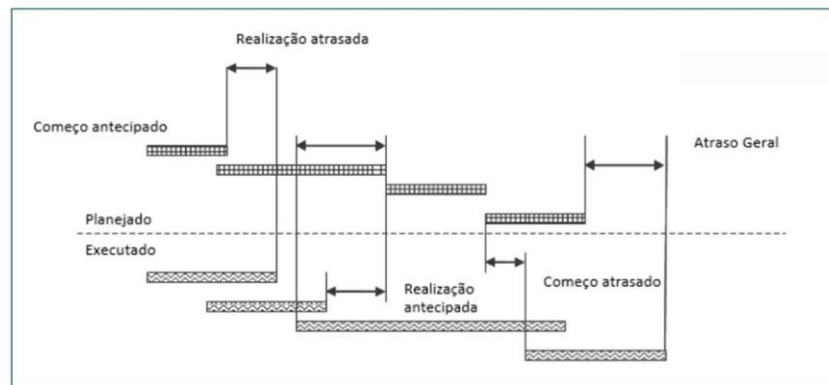 Realização atrasada
Começo antecipado
Atraso Geral
Planejado
Executado
Realização
antecipada
Começo atrasado